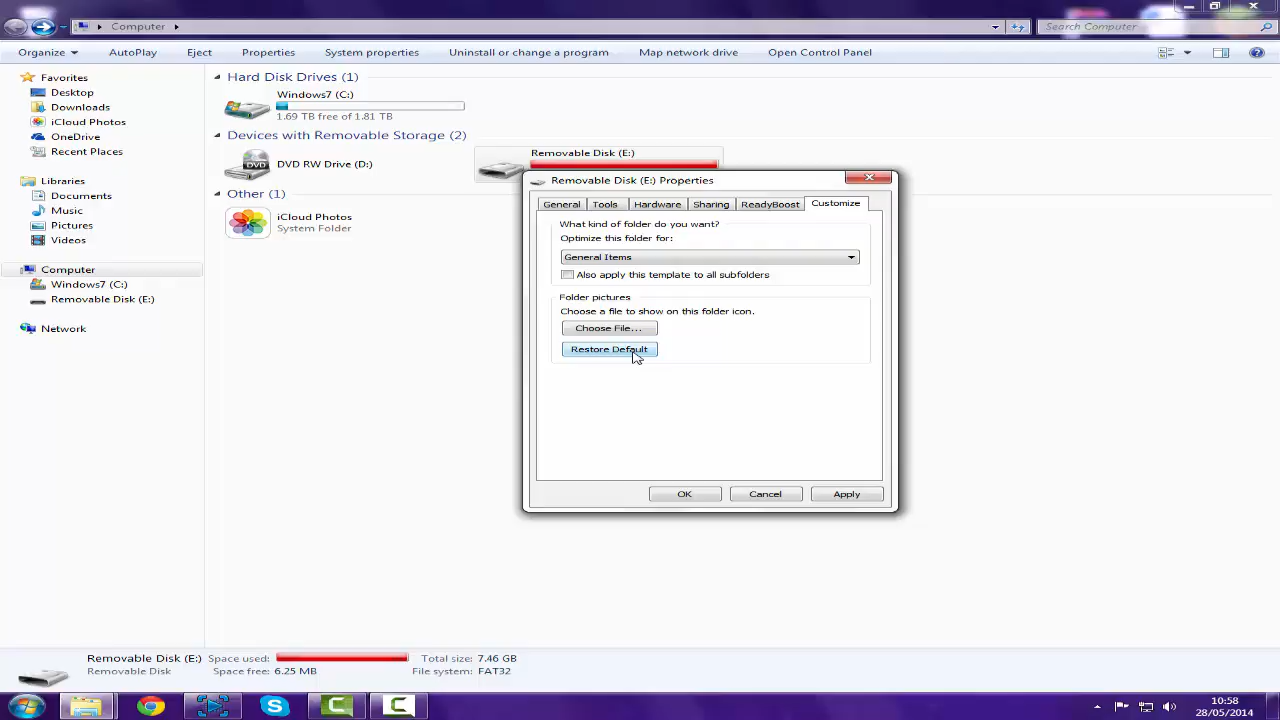 Computer
Search Computer
Organize AutoPlay Eject Properties System properties Uninstall or change a program Map network drive Open Control Panel
Favorites
Desktop
Downloads
iCloud Photos
OneDrive
Recent Places
Libraries
Documents
Music
Pictures
Videos
Computer
Windows7 (C:)
Removable Disk (E:)
Network
Hard Disk Drives (1)
Windows7 (C:)
1.69 TB free of 1.81 TB
Devices with Removable Storage (2)
DVD
DVD RW Drive (D:)
Removable Disk (E:)
Other (1)
iCloud Photos
System Folder
Removable Disk (E:) Properties
General Tools Hardware Sharing ReadyBoost Customize
What kind of folder do you want?
Optimize this folder for:
General Items
Also apply this template to all subfolders
Folder pictures
Choose a file to show on this folder icon.
Choose File...
Restore Default
OK Cancel Apply
Removable Disk (E:) Space used: Total size: 7.46 GB
Removable Disk Space free: 6.25 MB File system: FAT32
10:58
28/05/2014